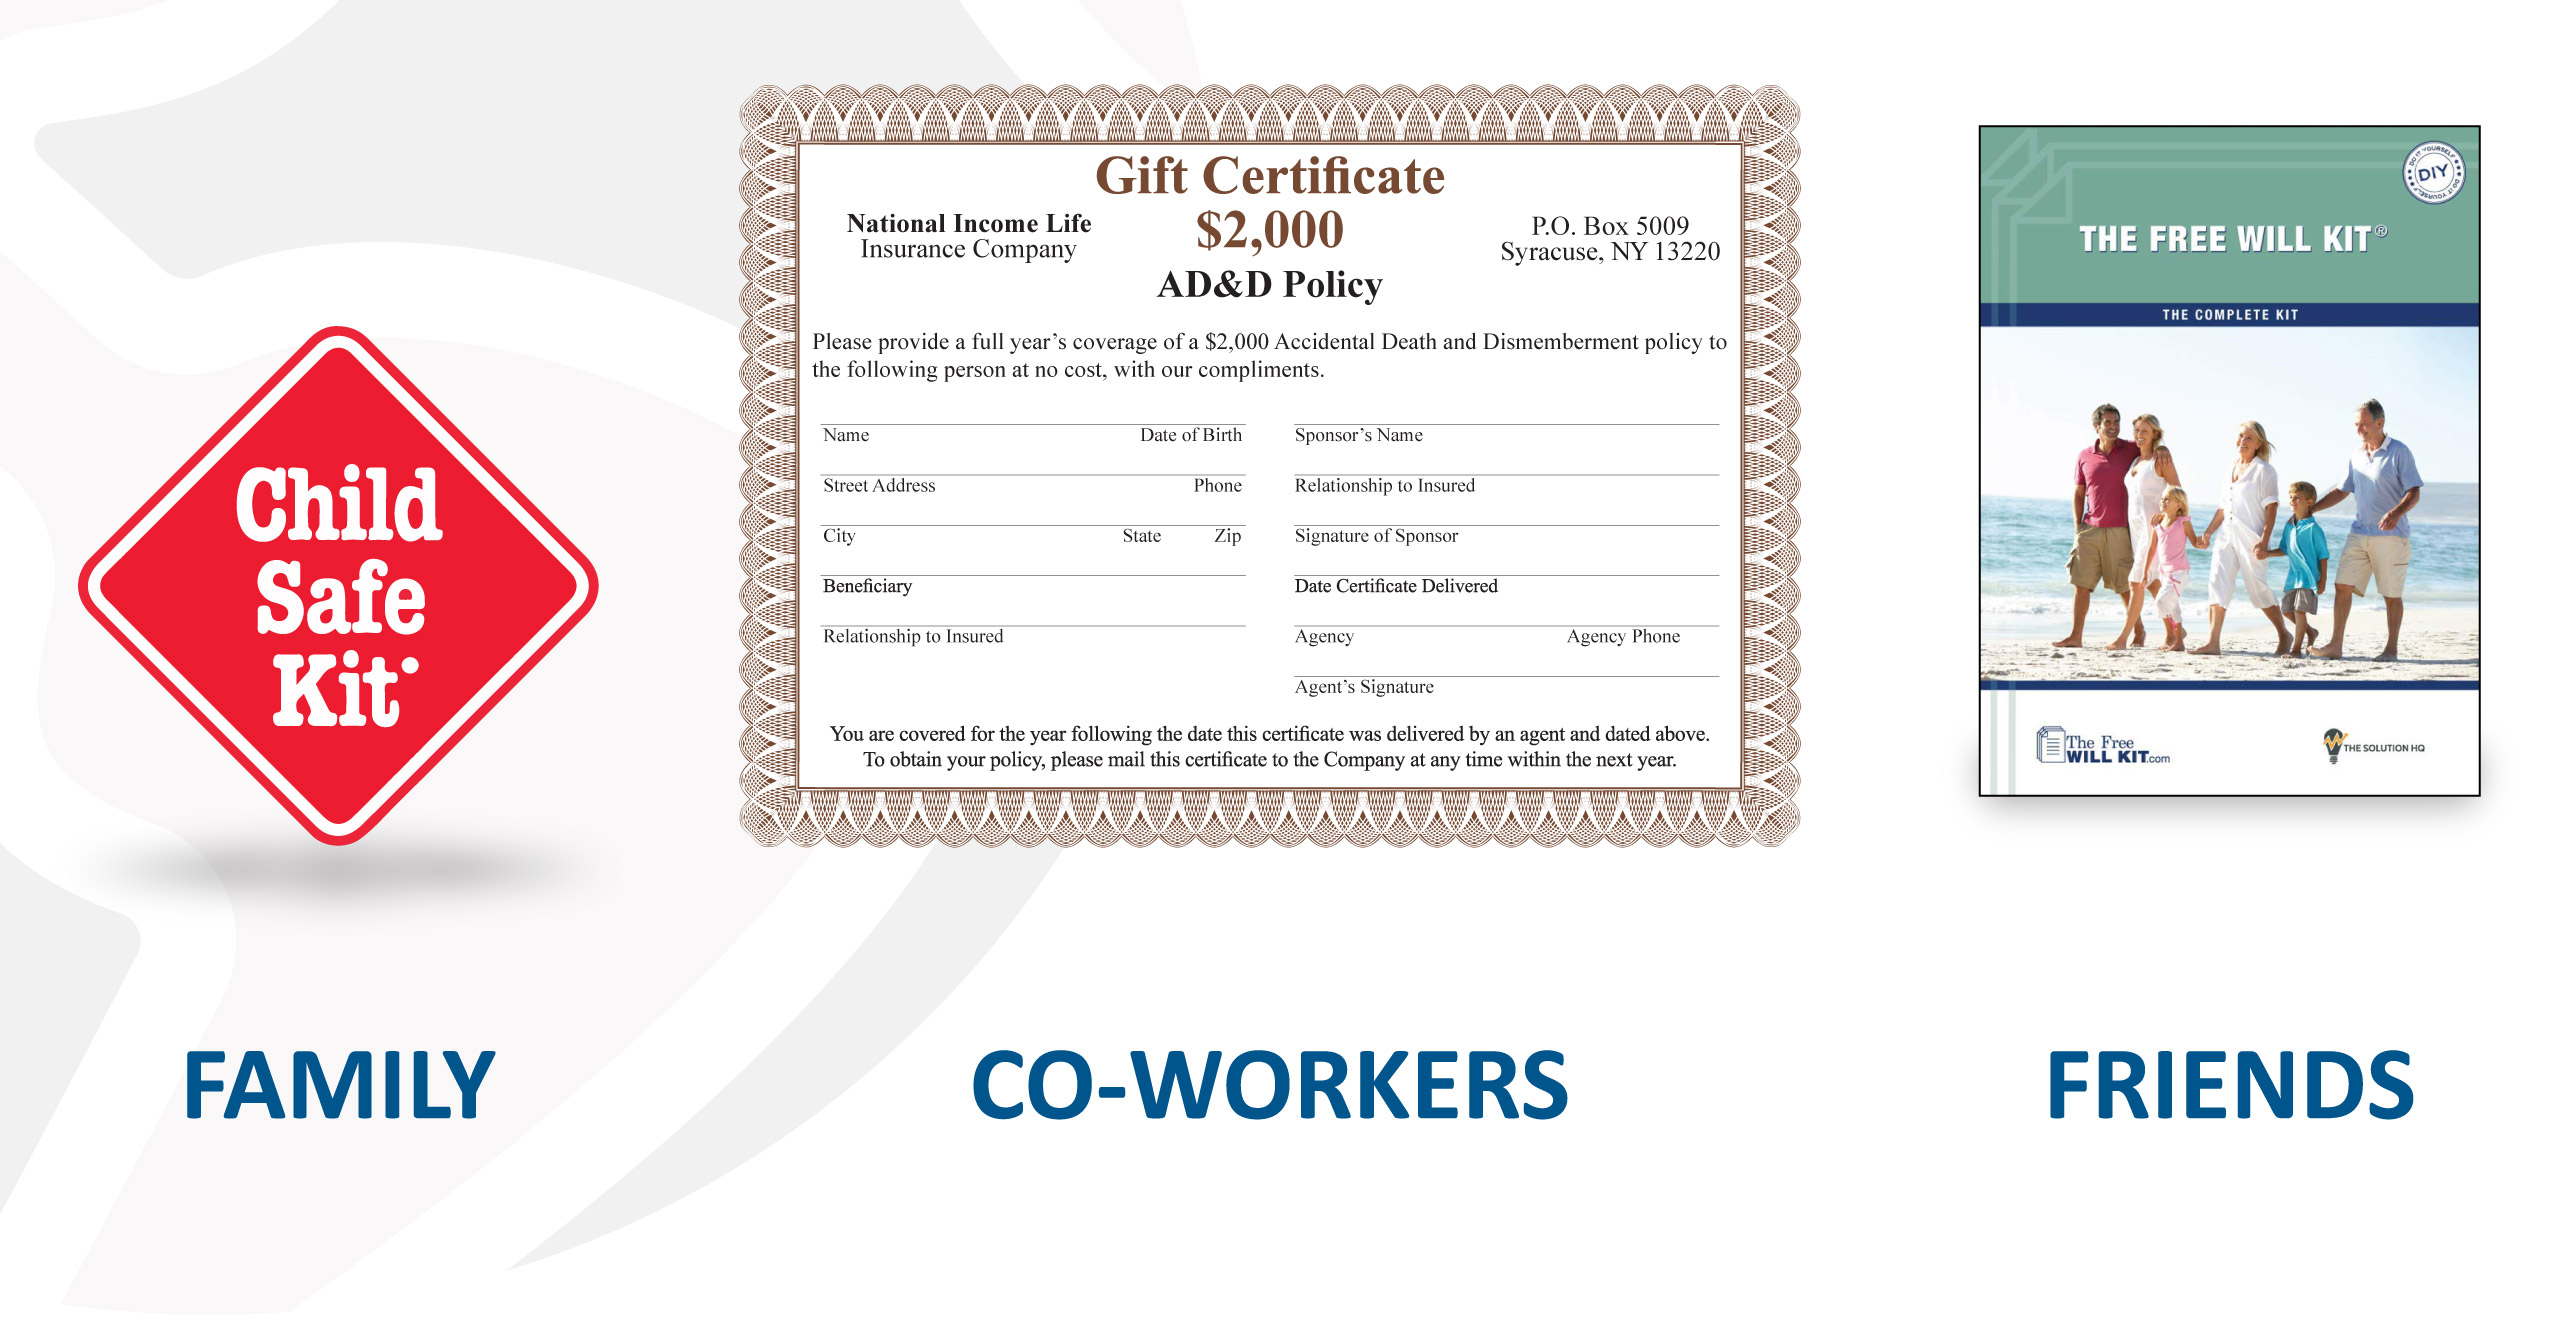 Child
Safe
Kit
FAMILY
Gift Certificate
National Income Life
Insurance Company
$2,000
P.O. Box 5009
Syracuse, NY 13220
AD&D Policy
Please provide a full year's coverage of a $2,000 Accidental Death and Dismemberment policy to
the following person at no cost, with our compliments.
Name Date of Birth
Street Address Phone
City State Zip
Beneficiary
Relationship to Insured
Sponsor's Name
Relationship to Insured
Signature of Sponsor
Date Certificate Delivered
Agency Agency Phone
Agent's Signature
You are covered for the year following the date this certificate was delivered by an agent and dated above.
To obtain your policy, please mail this certificate to the Company at any time within the next year.
CO-WORKERS
DO IT YOURSELF
DIY
DO IT YOURSELF
THE FREE WILL KIT®
THE COMPLETE KIT
The Free
WILL KIT.com
THE SOLUTION HQ
FRIENDS